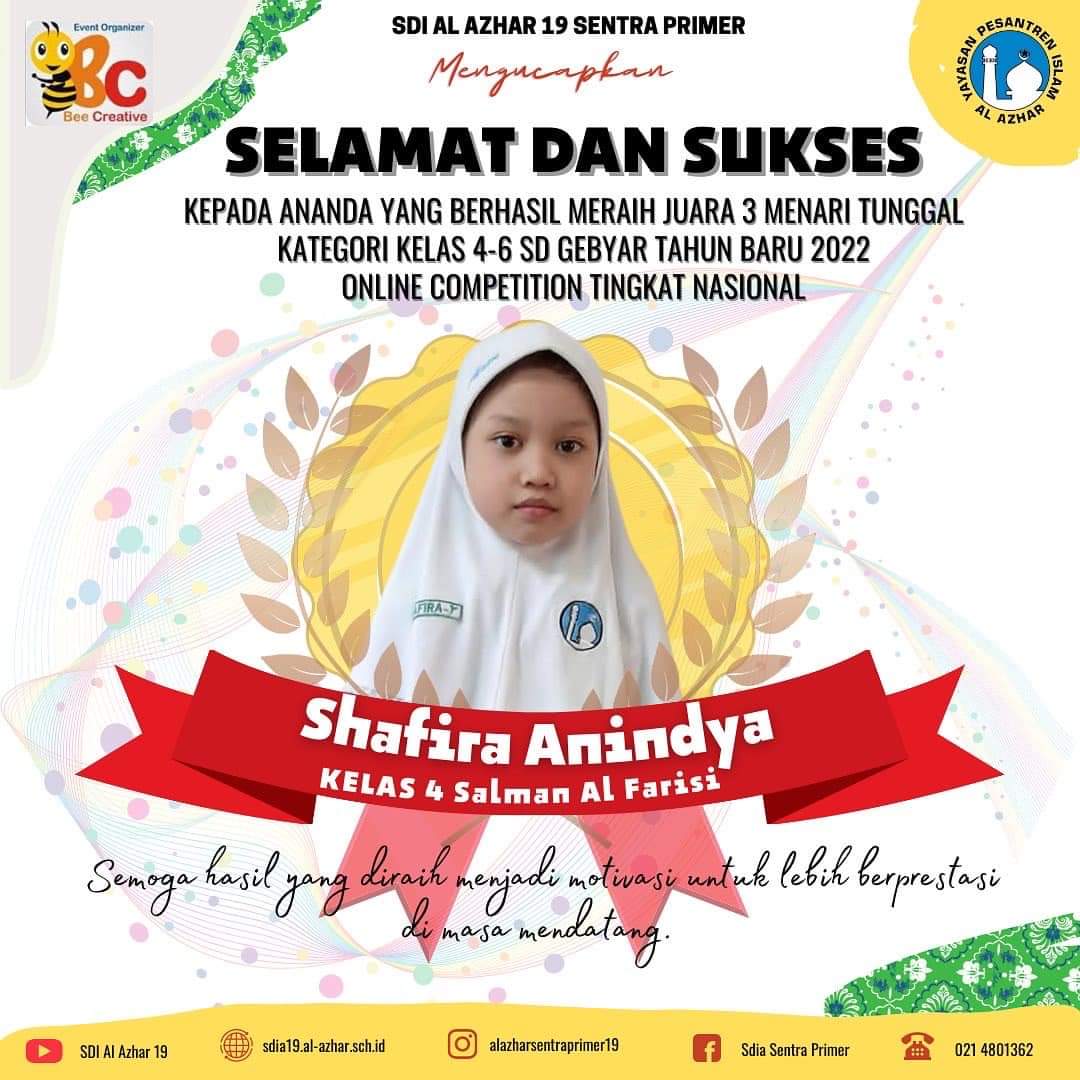 Event Organizer
BC
Bee Creative
SDI AL AZHAR 19 SENTRA PRIMER
Mengucapkan
YAYASAN PESANTREN ISLAM
AL AZHAR
SELAMAT DAN SUKSES
KEPADA ANANDA YANG BERHASIL MERAIH JUARA 3 MENARI TUNGGAL
KATEGORI KELAS 4-6 SD GEBYAR TAHUN BARU 2022
ONLINE COMPETITION TINGKAT NASIONAL
Shafira Anindya
KELAS 4 Salman Al Farisi
Semoga hasil yang diraih menjadi motivasi untuk lebih berprestasi
di masa mendatang.
SDI Al Azhar 19
sdia19.al-azhar.sch.id
alazharsentraprimer19
Sdia Sentra Primer
021 4801362